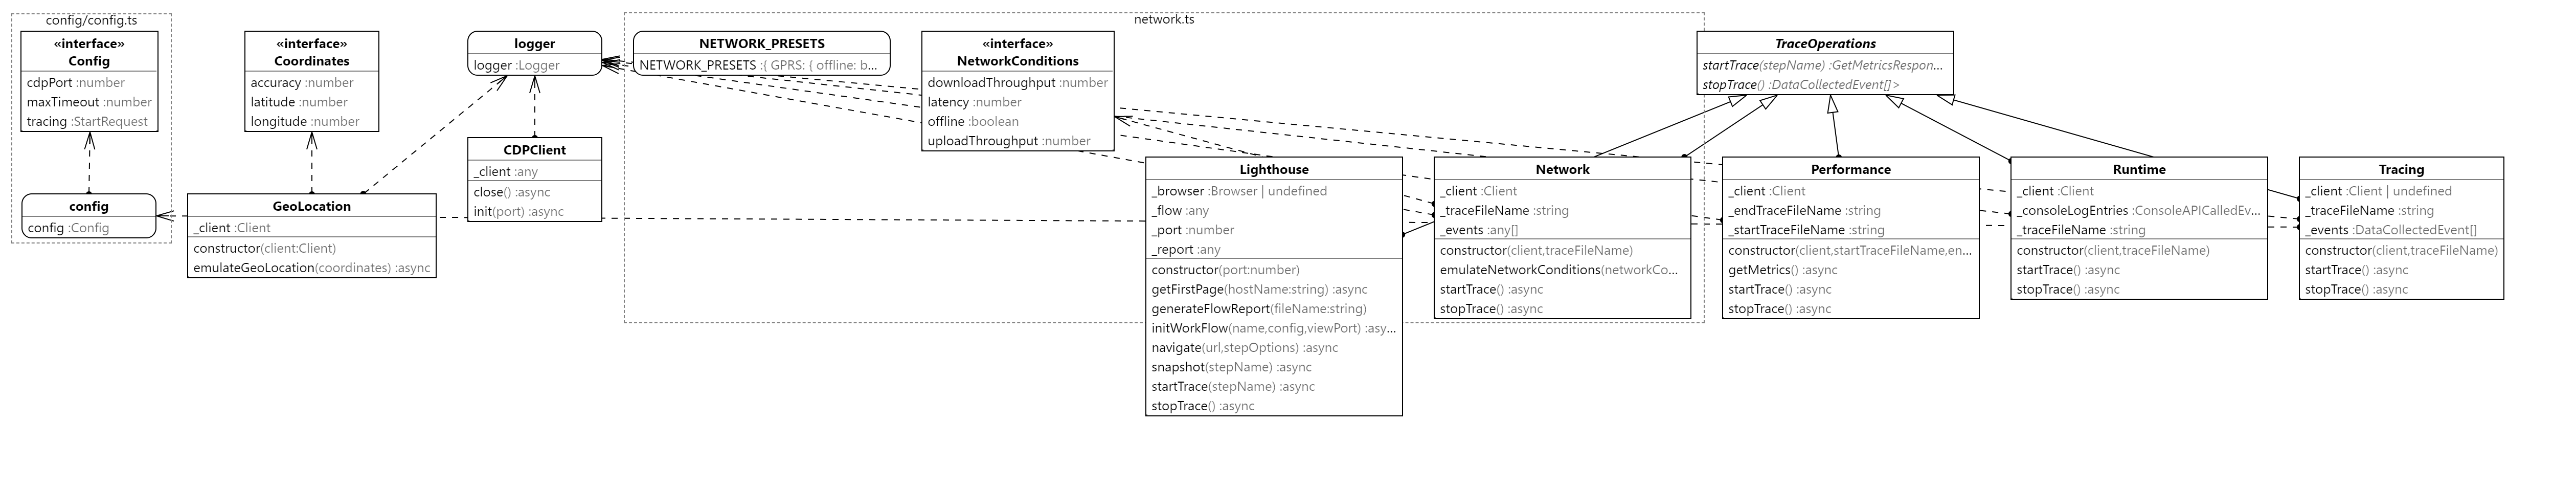 config/config.ts
«interface»
Config
cdpPort :number
maxTimeout :number
tracing :StartRequest
config
config :Config
«interface»
Coordinates
accuracy :number
latitude :number
longitude :number
GeoLocation
_client :Client
constructor(client:Client)
emulateGeoLocation(coordinates) :async
logger
logger :Logger
CDPClient
_client :any
close() :async
init(port) :async
network.ts
NETWORK_PRESETS
NETWORK_PRESETS :{ GPRS: { offline: b...
«interface»
NetworkConditions
downloadThroughput :number
latency :number
offline :boolean
uploadThroughput :number
Lighthouse
_browser :Browser | undefined
_flow :any
_port :number
_report :any
constructor(port:number)
getFirstPage(hostName:string) :async
generateFlowReport(fileName:string)
initWorkFlow(name,config,viewPort) :asy...
navigate(url,stepOptions) :async
snapshot(stepName) :async
startTrace(stepName) :async
stopTrace() :async
Network
_client :Client
_traceFileName :string
_events :any[]
constructor(client,traceFileName)
emulateNetworkConditions(networkCo...
startTrace() :async
stopTrace() :async
TraceOperations
startTrace(stepName) :GetMetricsRespon...
stopTrace() :DataCollectedEvent[]>
Performance
_client :Client
_endTraceFileName :string
_startTraceFileName :string
constructor(client,startTraceFileName,en...
getMetrics() :async
startTrace() :async
stopTrace() :async
Runtime
_client :Client
_consoleLogEntries :ConsoleAPICalledEv...
_traceFileName :string
constructor(client,traceFileName)
startTrace() :async
stopTrace() :async
Tracing
_client :Client | undefined
_traceFileName :string
_events :DataCollectedEvent[]
constructor(client,traceFileName)
startTrace() :async
stopTrace() :async